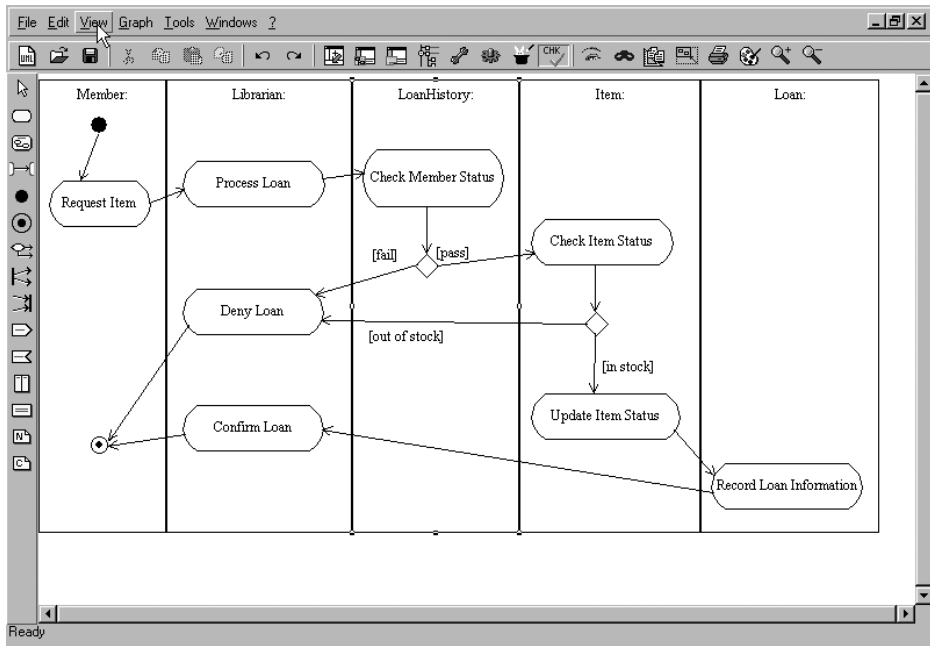 File Edit View Graph Tools Windows ?
UML CHK
Member: Librarian: LoanHistory: Item: Loan:
Process Loan
Check Member Status
Request Item
Check Item Status
[fail]
[pass]
Deny Loan
[out of stock]
[in stock]
Update Item Status
Confirm Loan
Record Loan Information
N
C
Ready